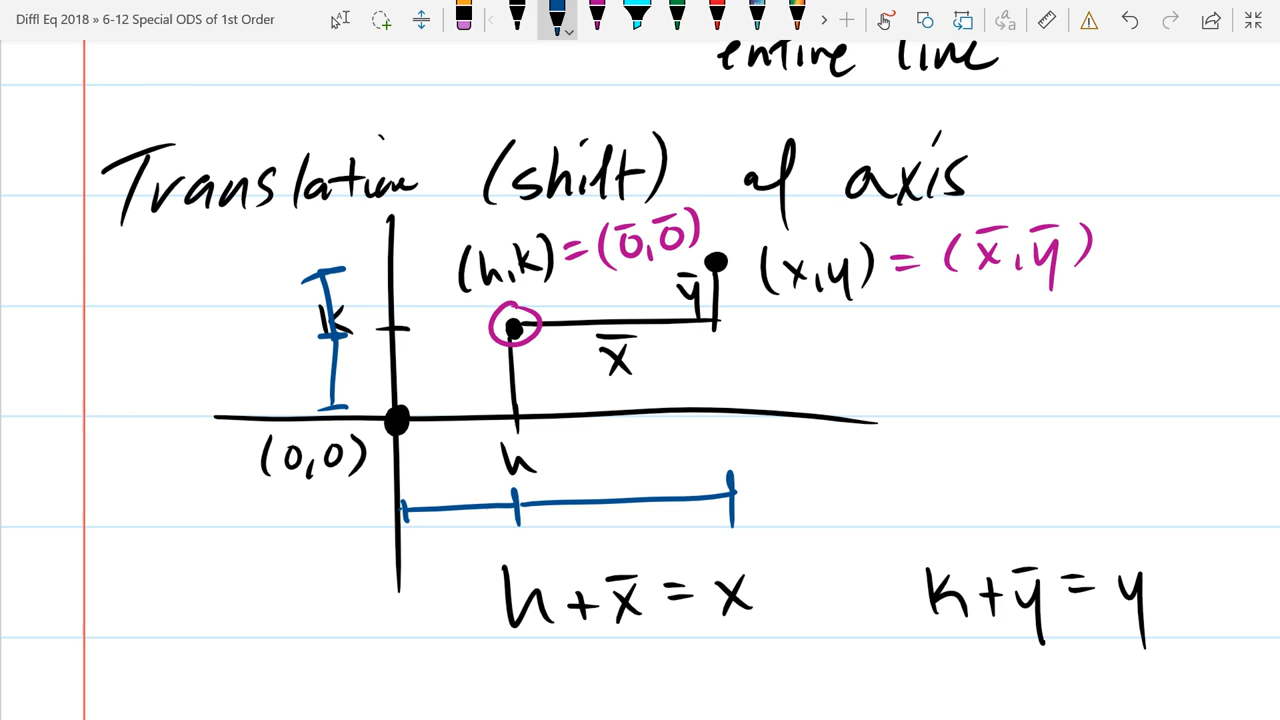 Diffl Eq 2018 » 6-12 Special ODS of 1st Order
entire line
Translation (shift) of axis
(h,k) = (0̄,0̄)
(x,y) = (x̄,ȳ)
k
ȳ
x̄
(0,0)
h
h + x̄ = x
k + ȳ = y